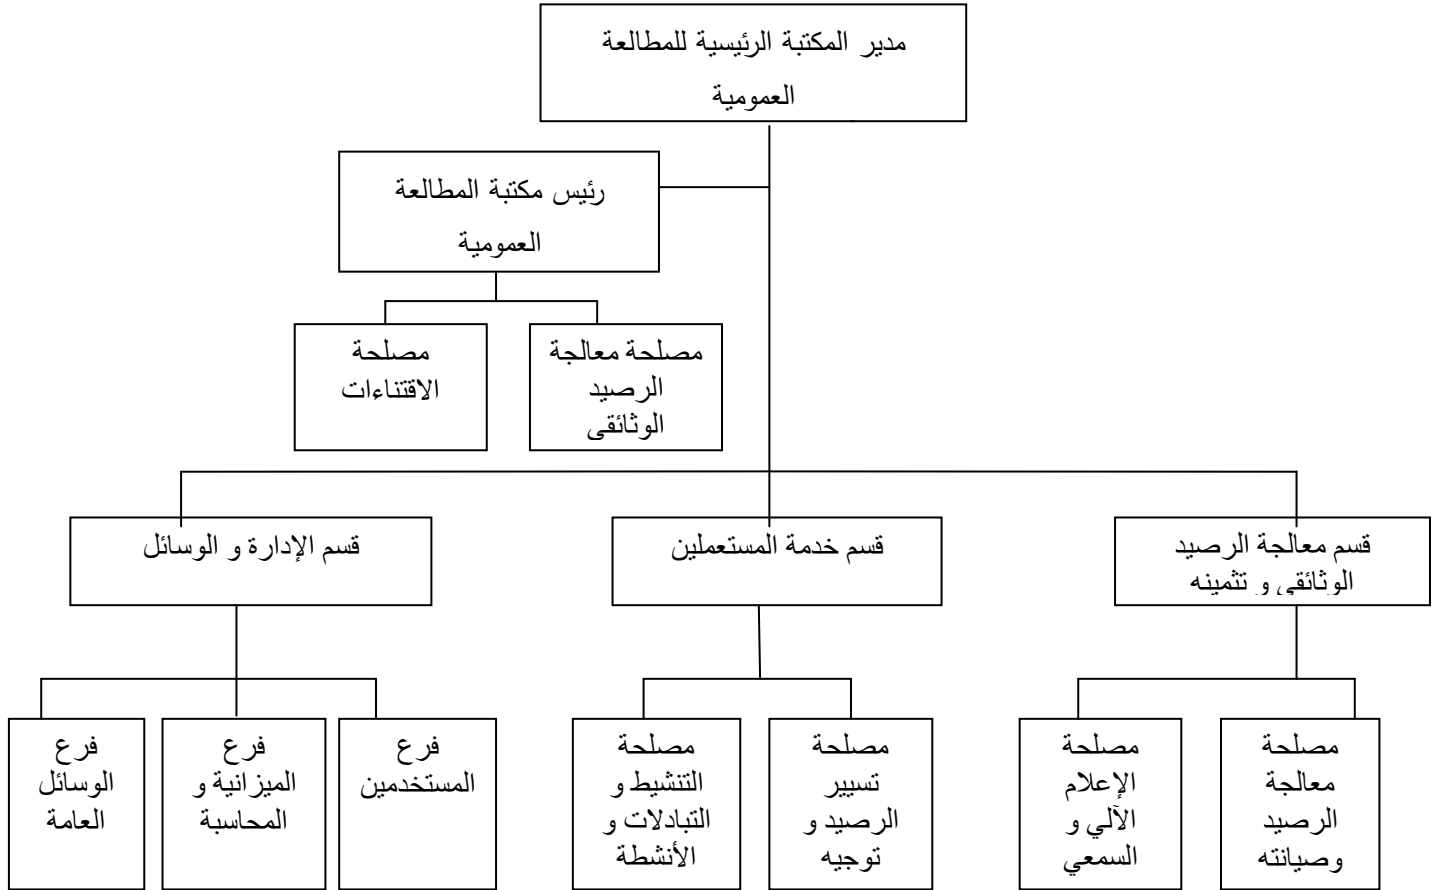 مدير المكتبة الرئيسية للمطالعة
العمومية
رئيس مكتبة المطالعة
العمومية
مصلحة معالجة
الرصيد
الوثائقي
مصلحة
الاقتناءات
قسم معالجة الرصيد
الوثائقي و تثمينه
قسم خدمة المستعملين
قسم الإدارة و الوسائل
مصلحة
معالجة
الرصيد
وصيانته
مصلحة
الإعلام
الآلي و
السمعي
مصلحة
تسيير
الرصيد و
توجيه
مصلحة
التنشيط و
التبادلات و
الأنشطة
فرع
المستخدمين
فرع
الميزانية و
المحاسبة
فرع
الوسائل
العامة